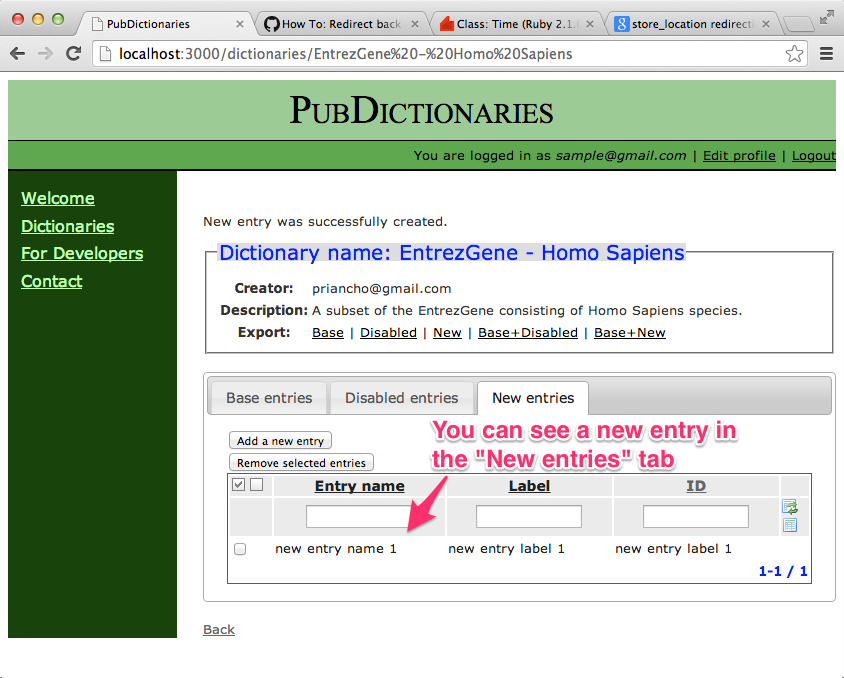 PubDictionaries
How To: Redirect back
Class: Time (Ruby 2.1.
store_location redirecti
localhost:3000/dictionaries/EntrezGene%20-%20Homo%20Sapiens
PubDictionaries
You are logged in as sample@gmail.com | Edit profile | Logout
Welcome
Dictionaries
For Developers
Contact
New entry was successfully created.
Dictionary name: EntrezGene - Homo Sapiens
Creator: priancho@gmail.com
Description: A subset of the EntrezGene consisting of Homo Sapiens species.
Export: Base | Disabled | New | Base+Disabled | Base+New
Base entries Disabled entries New entries
You can see a new entry in
the "New entries" tab
Add a new entry
Remove selected entries
Entry name Label ID
new entry name 1 new entry label 1 new entry label 1
1-1 / 1
Back